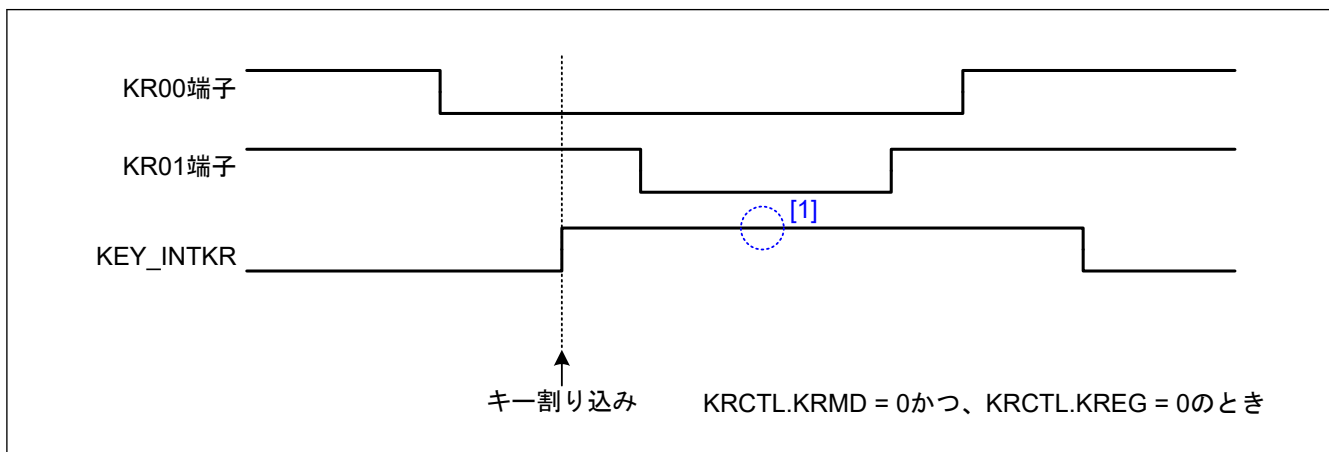 KR00端子
KR01端子
[1]
KEY_INTKR
キー割り込み
KRCTL.KRMD = 0かつ、KRCTL.KREG = 0のとき